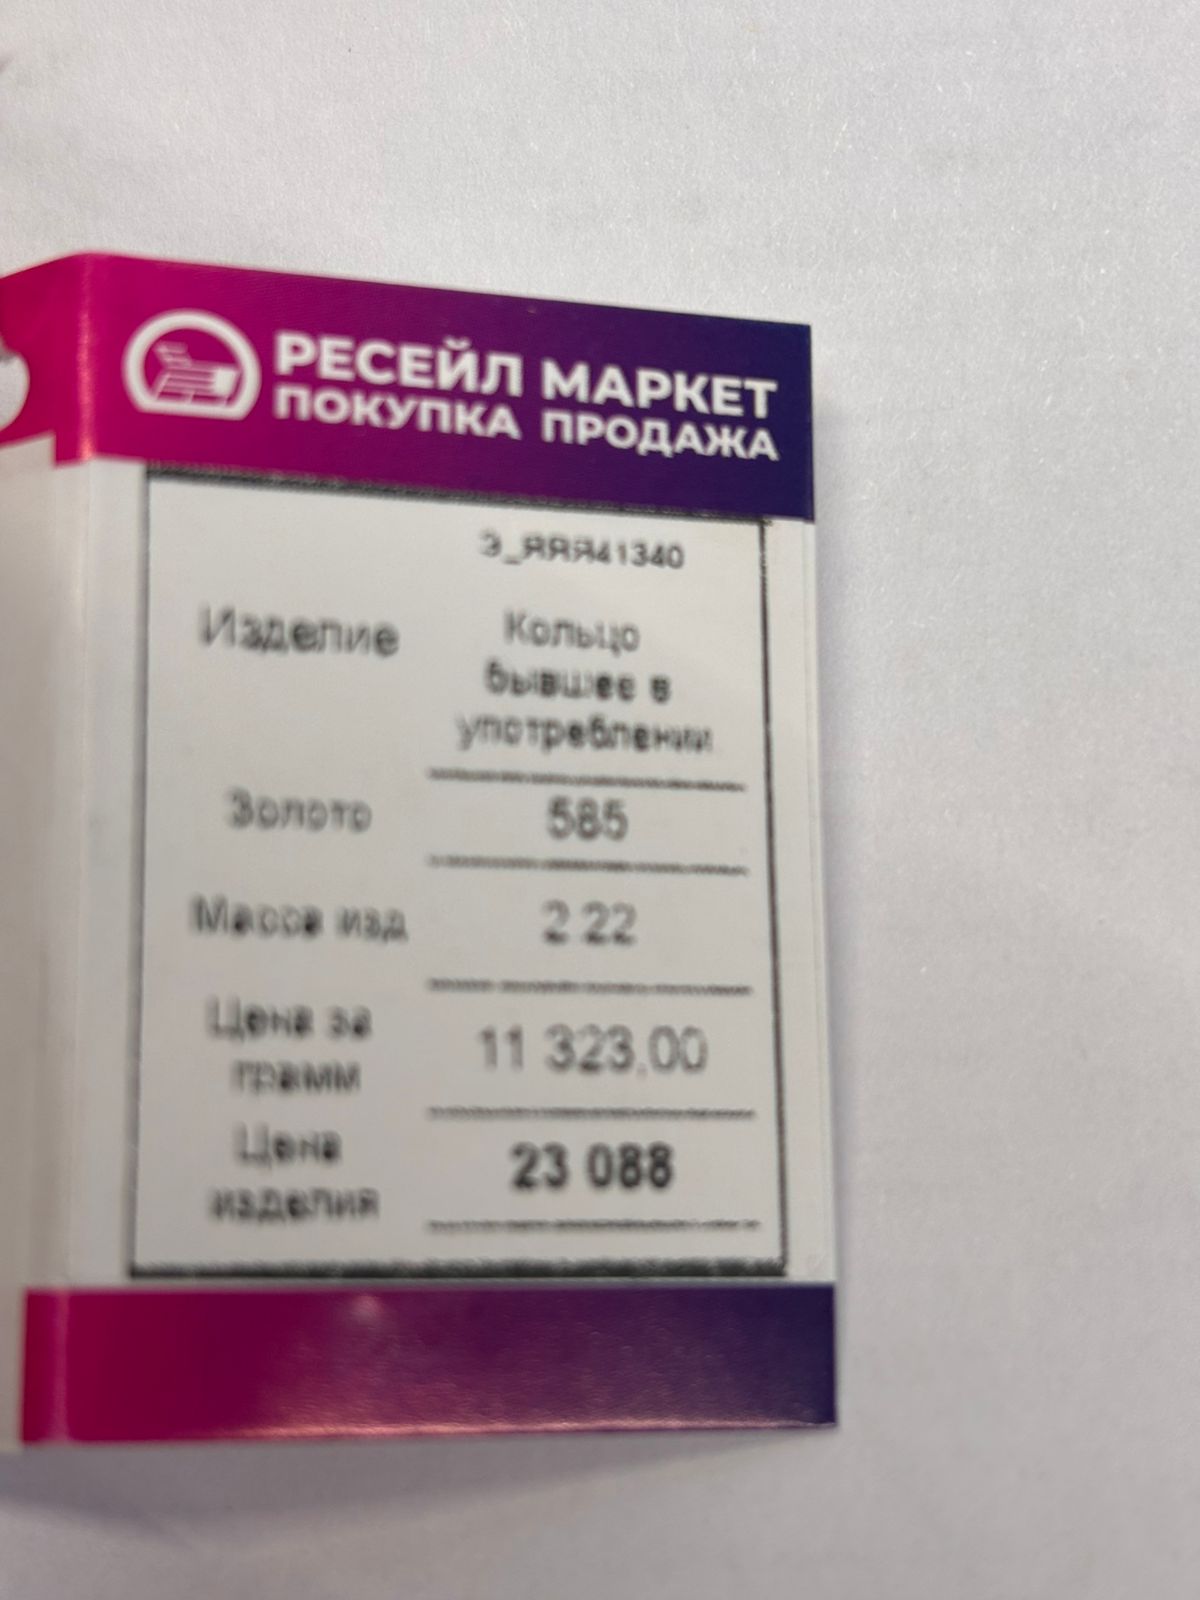 РЕСЕЙЛ МАРКЕТ
ПОКУПКА ПРОДАЖА
Э_ЯЯЯ41340
Изделие Кольцо
бывшее в
употреблении
Золото 585
Масса изд 2.22
Цена за
грамм 11 323,00
Цена
изделия 23 088